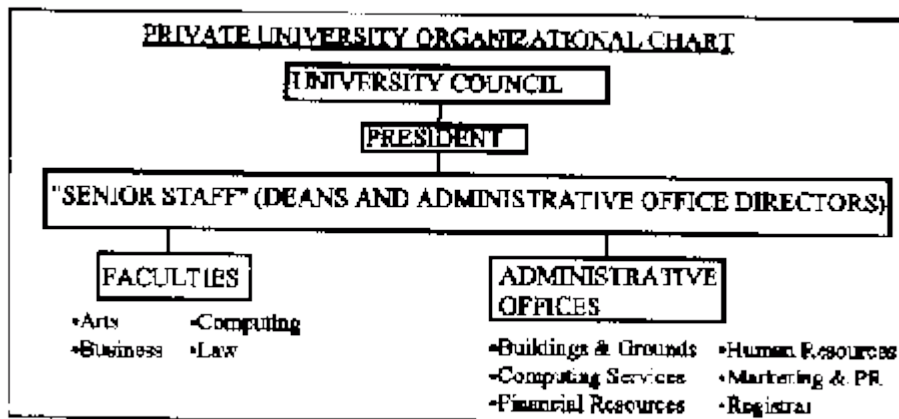 PRIVATE UNIVERSITY ORGANIZATIONAL CHART
UNIVERSITY COUNCIL
PRESIDENT
"SENIOR STAFF" (DEANS AND ADMINISTRATIVE OFFICE DIRECTORS)
FACULTIES
•Arts •Computing
•Business •Law
ADMINISTRATIVE
OFFICES
•Buildings & Grounds •Human Resources
•Computing Services •Marketing & PR
•Financial Resources •Registrar